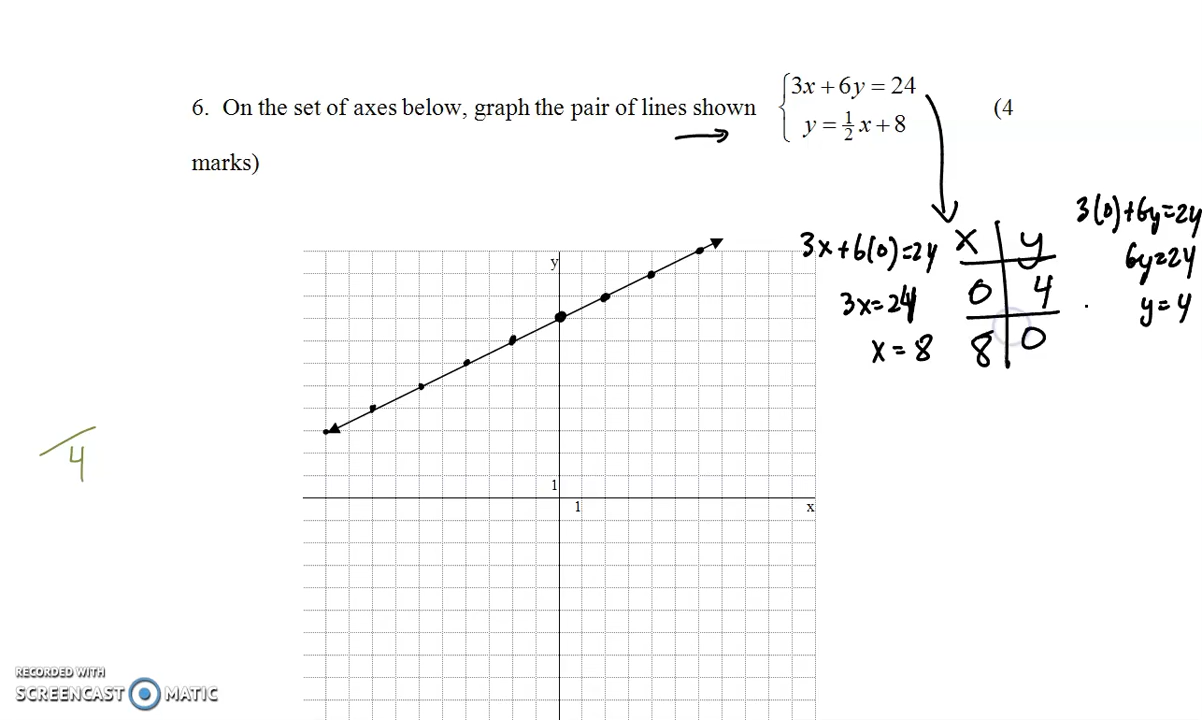 6. On the set of axes below, graph the pair of lines shown
3x + 6y = 24
y = 1/2 x + 8
(4
marks)
3x+6(0)=24
3x=24
x = 8
x | y
0 | 4
8 | 0
3(0)+6y=24
6y=24
y = 4
y
1
1
x
/4
RECORDED WITH
SCREENCAST MATIC